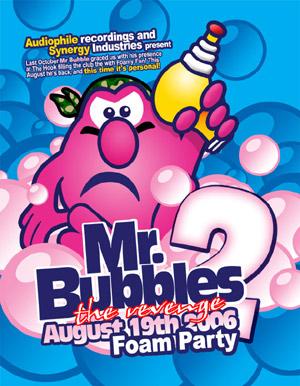 Audiophile recordings and
Synergy Industries present
Last October Mr Bubble graced us with his presence
at The Hook filling the club the with Foamy Fun! This
August he's back, and this time it's personal!
Mr.
Bubbles 2
the revenge
August 19th 2006
Foam Party